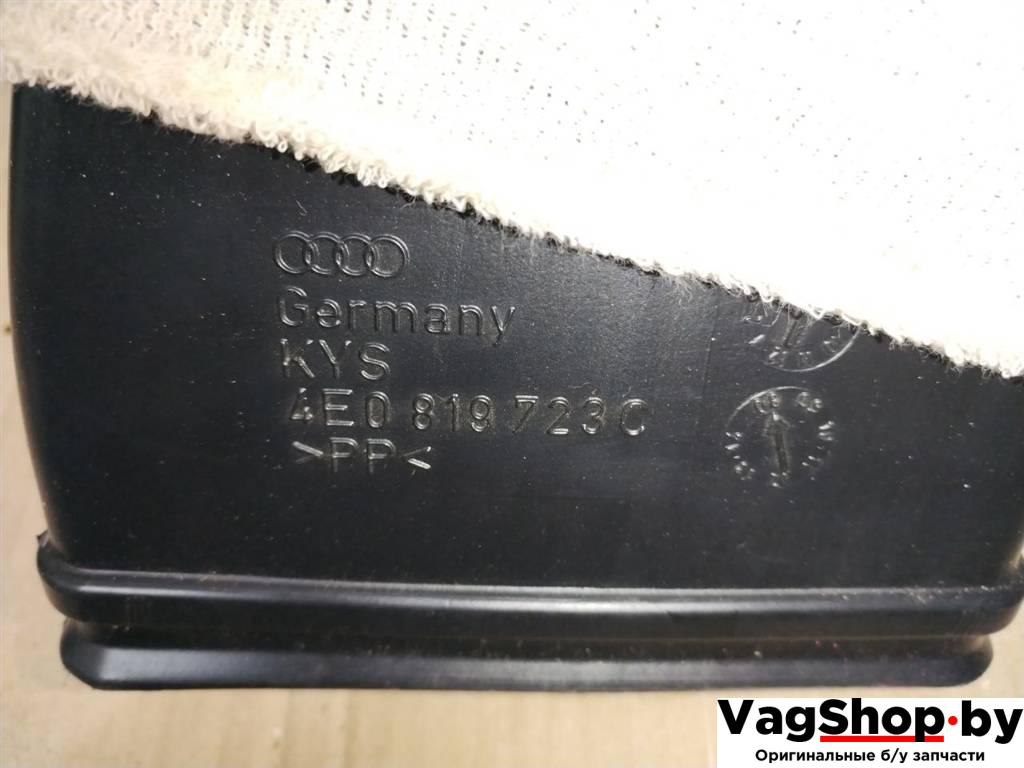 Germany
KYS
4E0 819 723 C
>PP<
VagShop.by
Оригинальные б/у запчасти